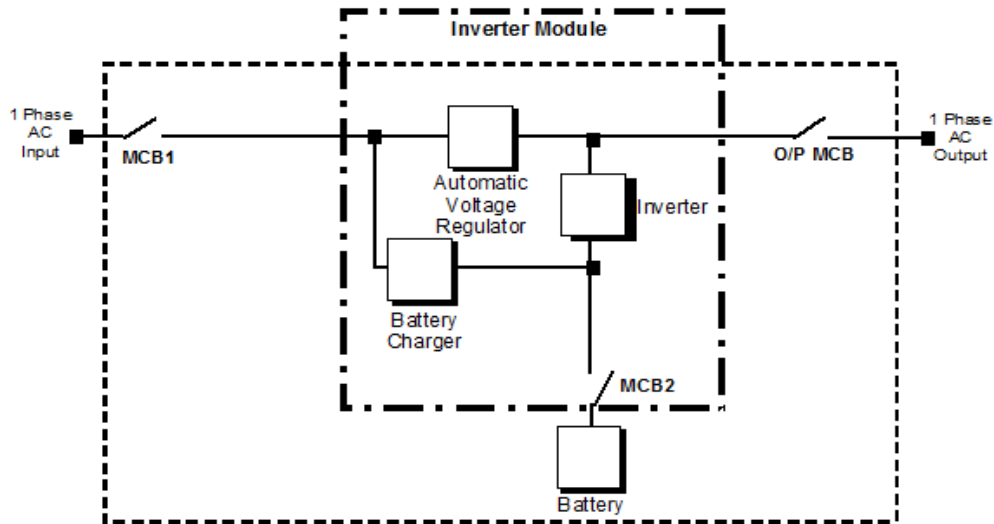 Inverter Module
1 Phase
AC
Input
MCB1
Automatic
Voltage
Regulator
Inverter
O/P MCB
1 Phase
AC
Output
Battery
Charger
MCB2
Battery